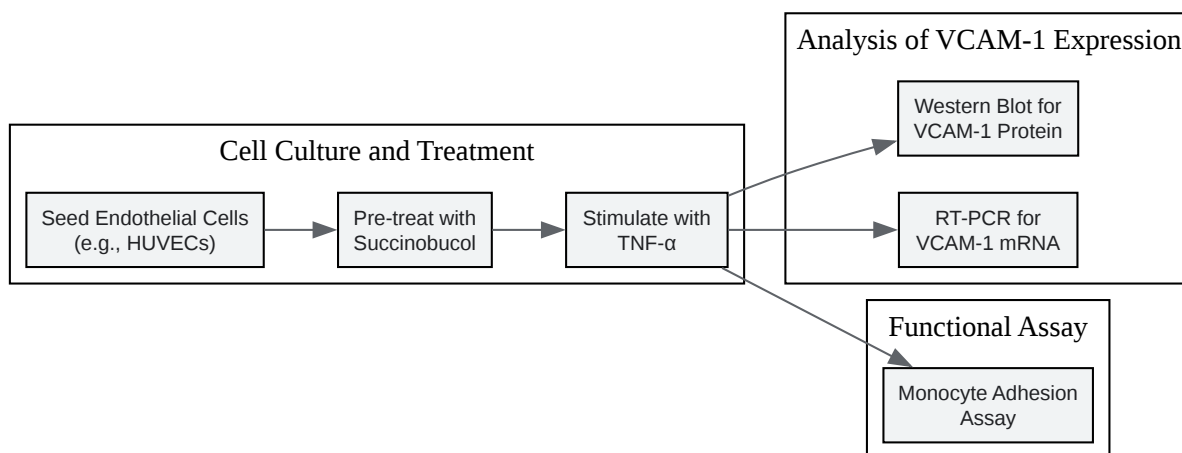 Cell Culture and Treatment
Seed Endothelial Cells
(e.g., HUVECs)
Pre-treat with
Succinobucol
Stimulate with
TNF-α
Analysis of VCAM-1 Expression
Western Blot for
VCAM-1 Protein
RT-PCR for
VCAM-1 mRNA
Functional Assay
Monocyte Adhesion
Assay